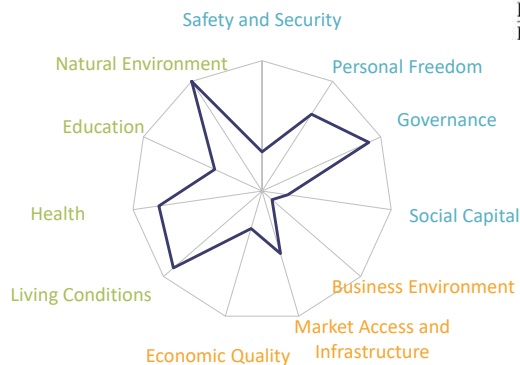 Safety and Security
Natural Environment
Personal Freedom
Education
Governance
Health
Social Capital
Living Conditions
Business Environment
Market Access and
Infrastructure
Economic Quality